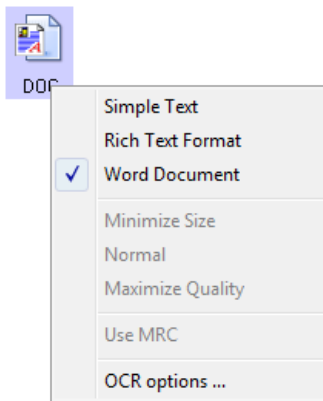 DOC
Simple Text
Rich Text Format
Word Document
Minimize Size
Normal
Maximize Quality
Use MRC
OCR options ...